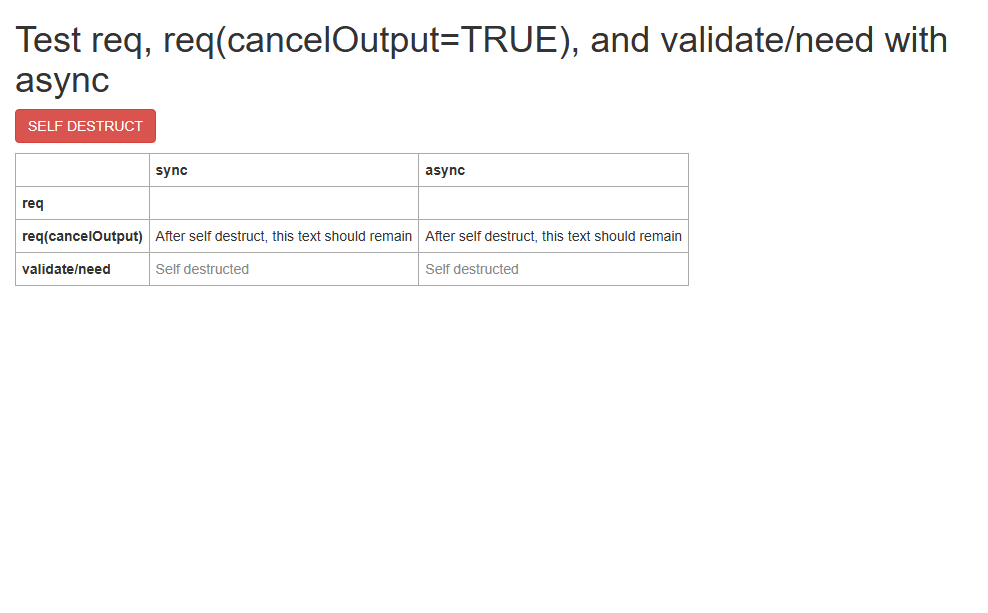 Test req, req(cancelOutput=TRUE), and validate/need with
async
SELF DESTRUCT
sync async
req
req(cancelOutput) After self destruct, this text should remain After self destruct, this text should remain
validate/need Self destructed Self destructed